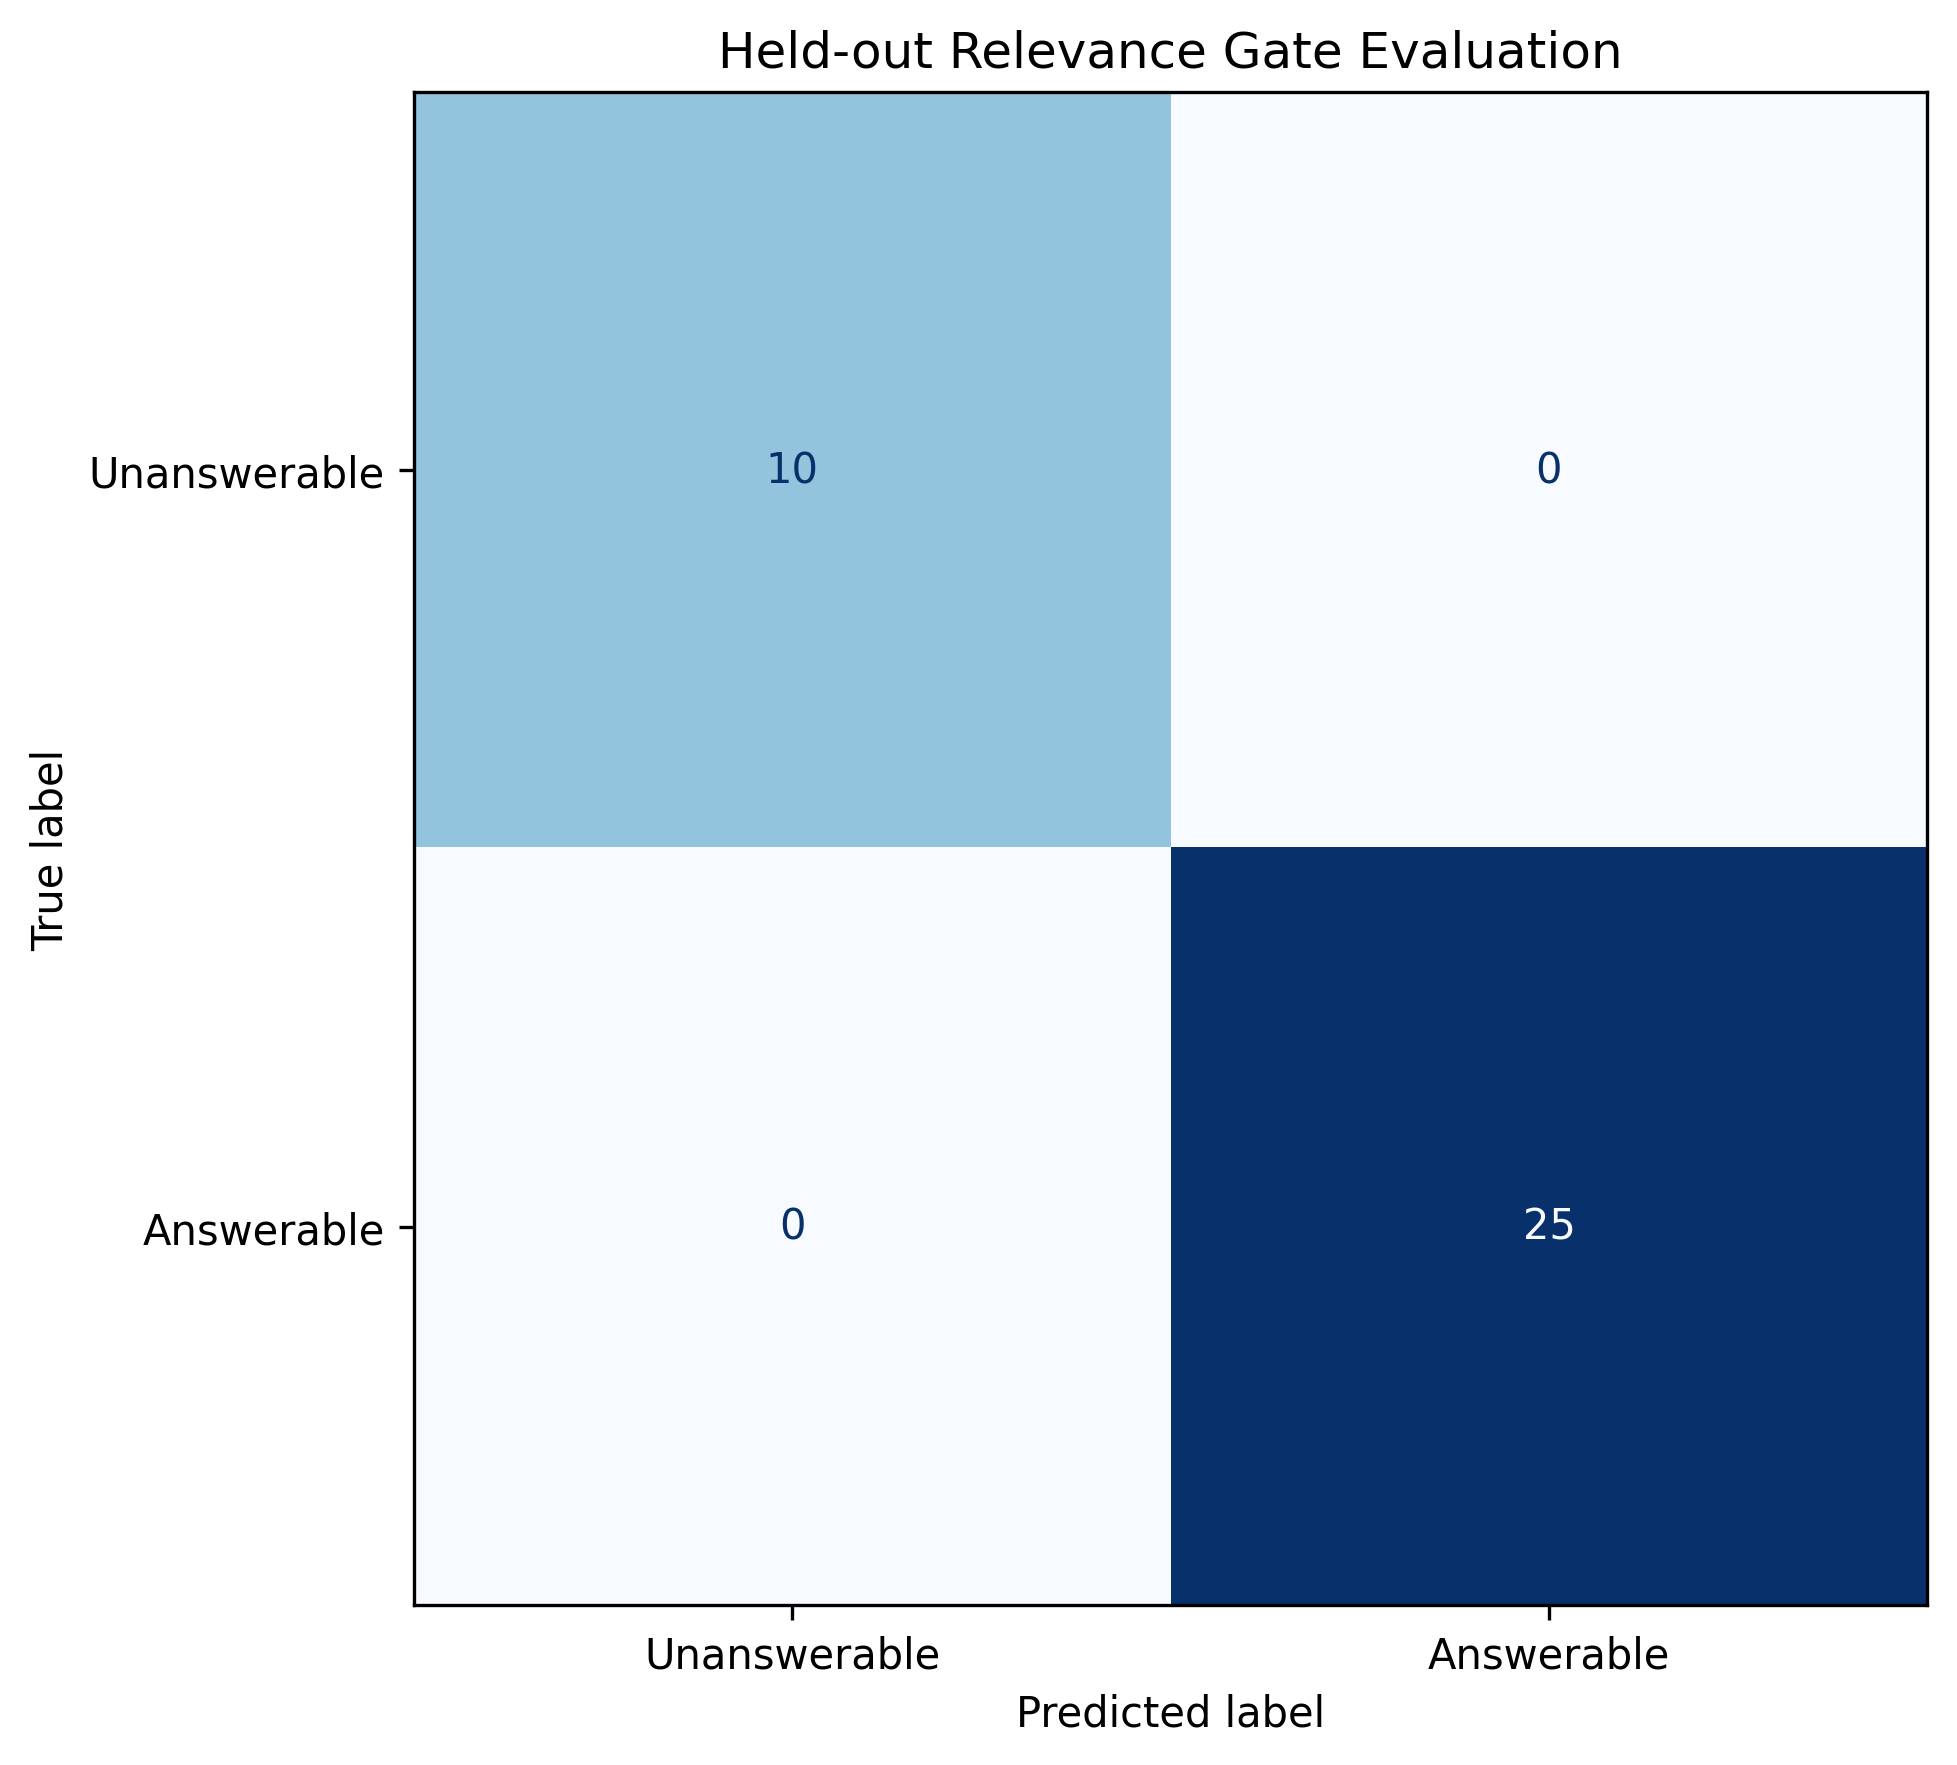 Held-out Relevance Gate Evaluation
Unanswerable
10
0
True label
Answerable
0
25
Unanswerable
Answerable
Predicted label